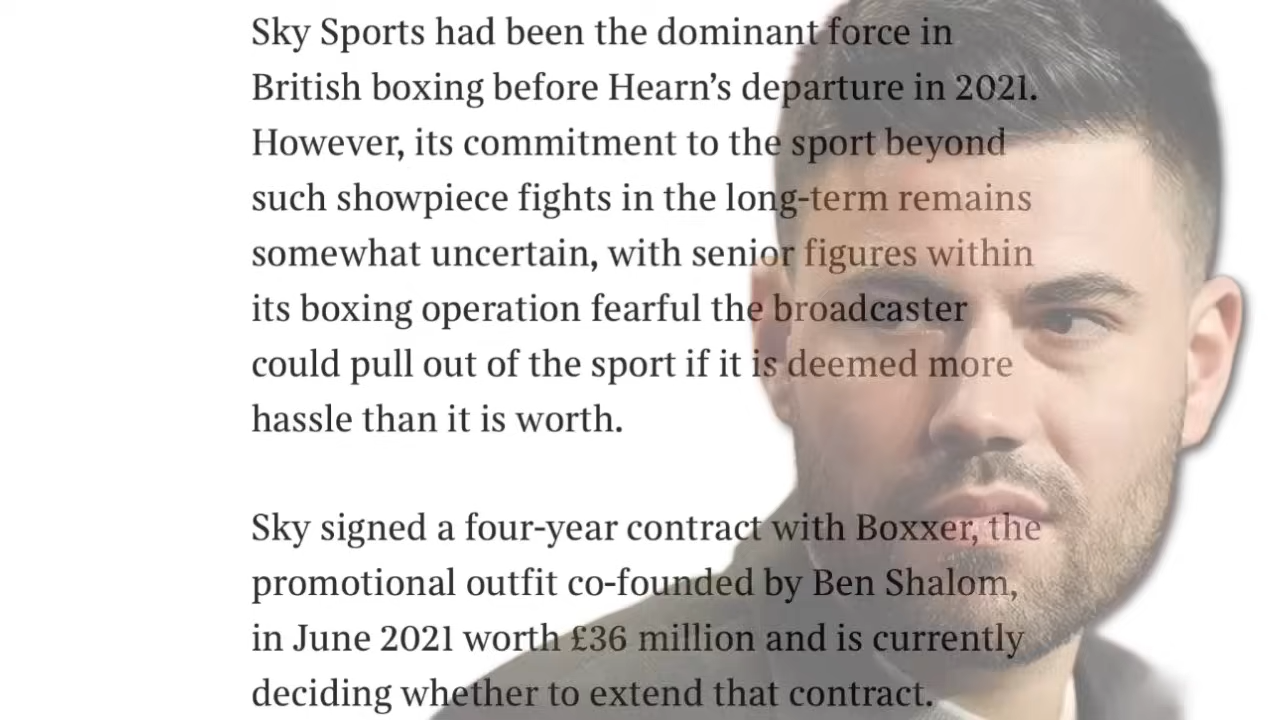 Sky Sports had been the dominant force in
British boxing before Hearn’s departure in 2021.
However, its commitment to the sport beyond
such showpiece fights in the long-term remains
somewhat uncertain, with senior figures within
its boxing operation fearful the broadcaster
could pull out of the sport if it is deemed more
hassle than it is worth.
Sky signed a four-year contract with Boxxer, the
promotional outfit co-founded by Ben Shalom,
in June 2021 worth £36 million and is currently
deciding whether to extend that contract.